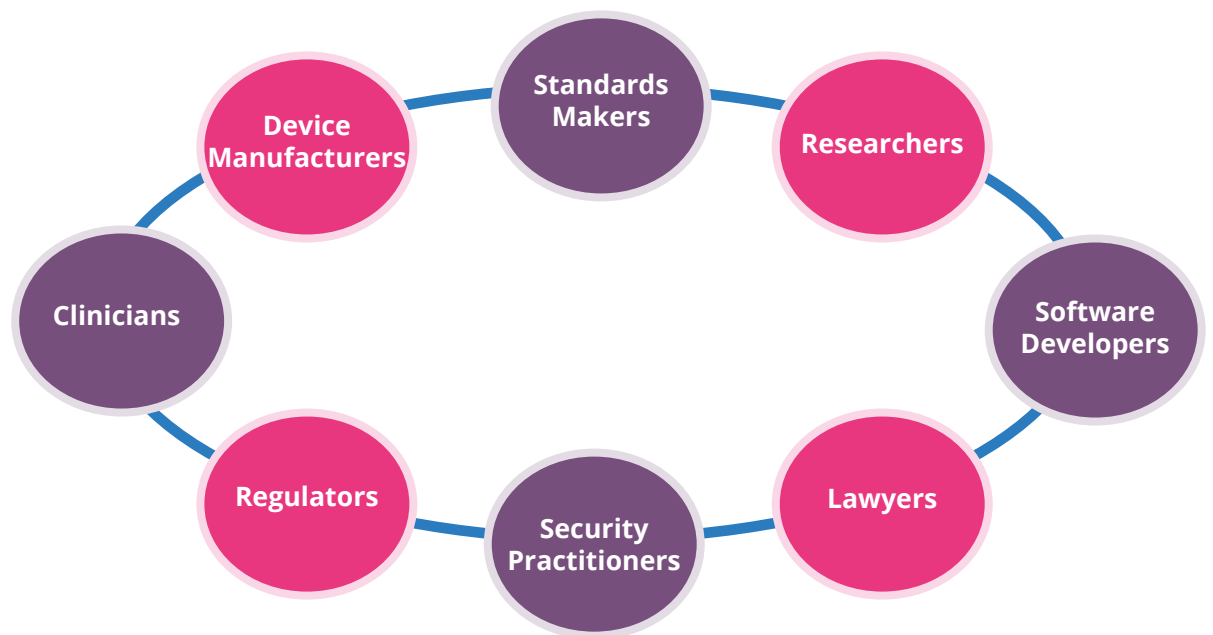 Standards
Makers
Device
Manufacturers
Researchers
Clinicians
Software
Developers
Regulators
Lawyers
Security
Practitioners